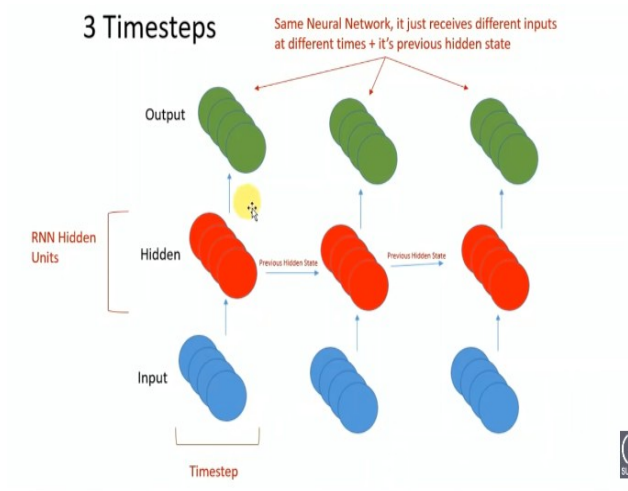 3 Timesteps
Same Neural Network, it just receives different inputs
at different times + it's previous hidden state
Output
RNN Hidden
Units
Hidden
Previous Hidden State
Previous Hidden State
Input
Timestep